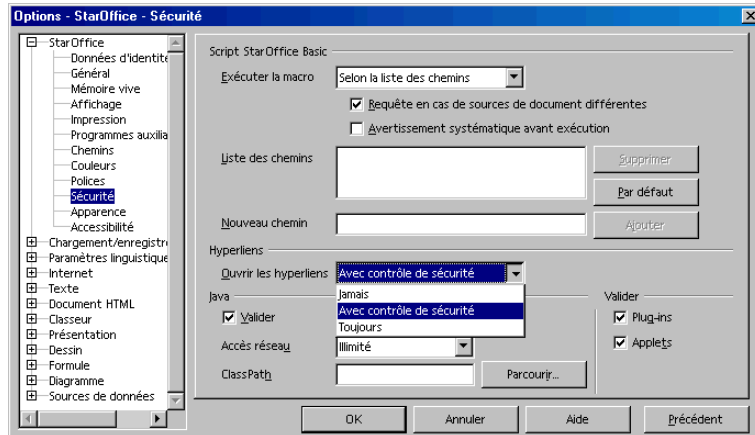 Options - StarOffice - Sécurité
StarOffice
Données d'identité
Général
Mémoire vive
Affichage
Impression
Programmes auxilia
Chemins
Couleurs
Polices
Sécurité
Apparence
Accessibilité
Chargement/enregistr
Paramètres linguistique
Internet
Texte
Document HTML
Classeur
Présentation
Dessin
Formule
Diagramme
Sources de données
Script StarOffice Basic
Exécuter la macro Selon la liste des chemins
Requête en cas de sources de document différentes
Avertissement systématique avant exécution
Liste des chemins Supprimer
Par défaut
Nouveau chemin Ajouter
Hyperliens
Ouvrir les hyperliens Avec contrôle de sécurité
Jamais
Avec contrôle de sécurité
Toujours
Java
Valider
Accès réseau Illimité
ClassPath Parcourir...
Valider
Plug-ins
Applets
OK Annuler Aide Précédent